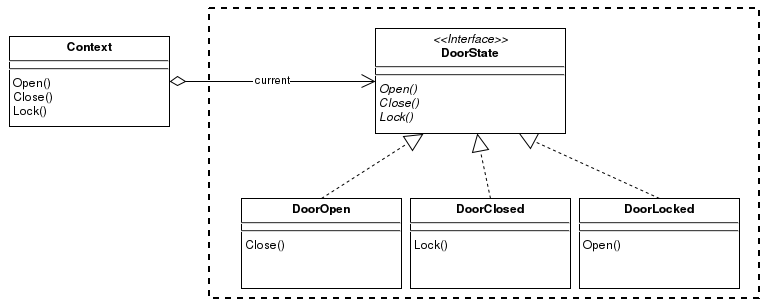 Context
Open()
Close()
Lock()
current
<<Interface>>
DoorState
Open()
Close()
Lock()
DoorOpen
Close()
DoorClosed
Lock()
DoorLocked
Open()